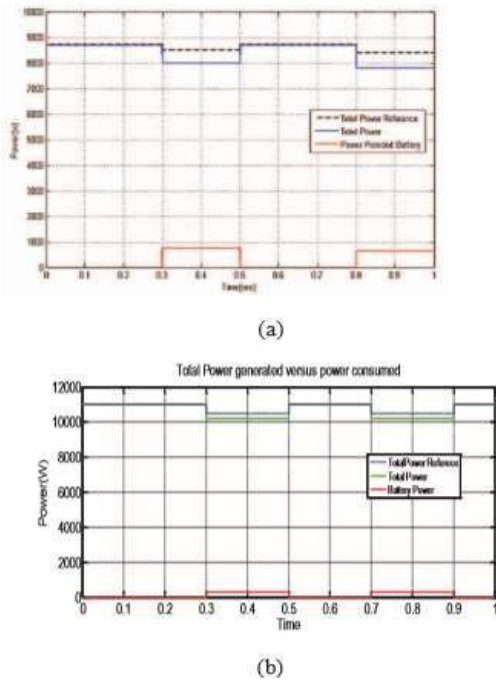 10000
9000
8000
7000
6000
5000
4000
3000
2000
1000
0
Power(w)
Total Power Reference
Total Power
Power Battery
0 0.1 0.2 0.3 0.4 0.5 0.6 0.7 0.8 0.9 1
Time(sec)
(a)
Total Power generated versus power consumed
12000
10000
8000
6000
4000
2000
0
Power(W)
TotalPower Reference
Total Power
Battery Power
0 0.1 0.2 0.3 0.4 0.5 0.6 0.7 0.8 0.9 1
Time
(b)